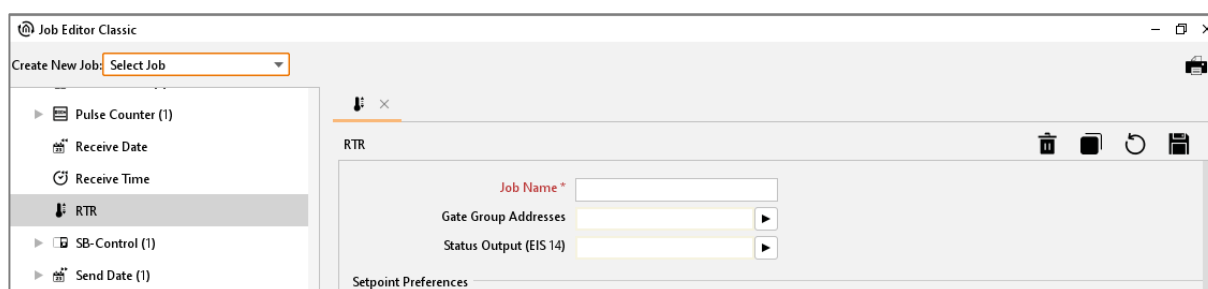 Job Editor Classic
Create New Job: Select Job
Pulse Counter (1)
Receive Date
Receive Time
RTR
SB-Control (1)
Send Date (1)
RTR
Job Name *
Gate Group Addresses
Status Output (EIS 14)
Setpoint Preferences